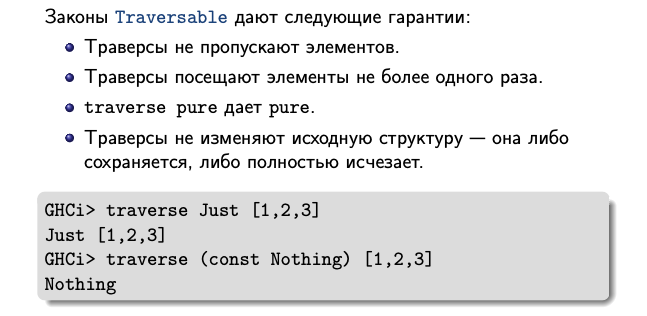 Законы Traversable дают следующие гарантии:
Траверсы не пропускают элементов.
Траверсы посещают элементы не более одного раза.
traverse pure дает pure.
Траверсы не изменяют исходную структуру — она либо
сохраняется, либо полностью исчезает.
GHCi> traverse Just [1,2,3]
Just [1,2,3]
GHCi> traverse (const Nothing) [1,2,3]
Nothing